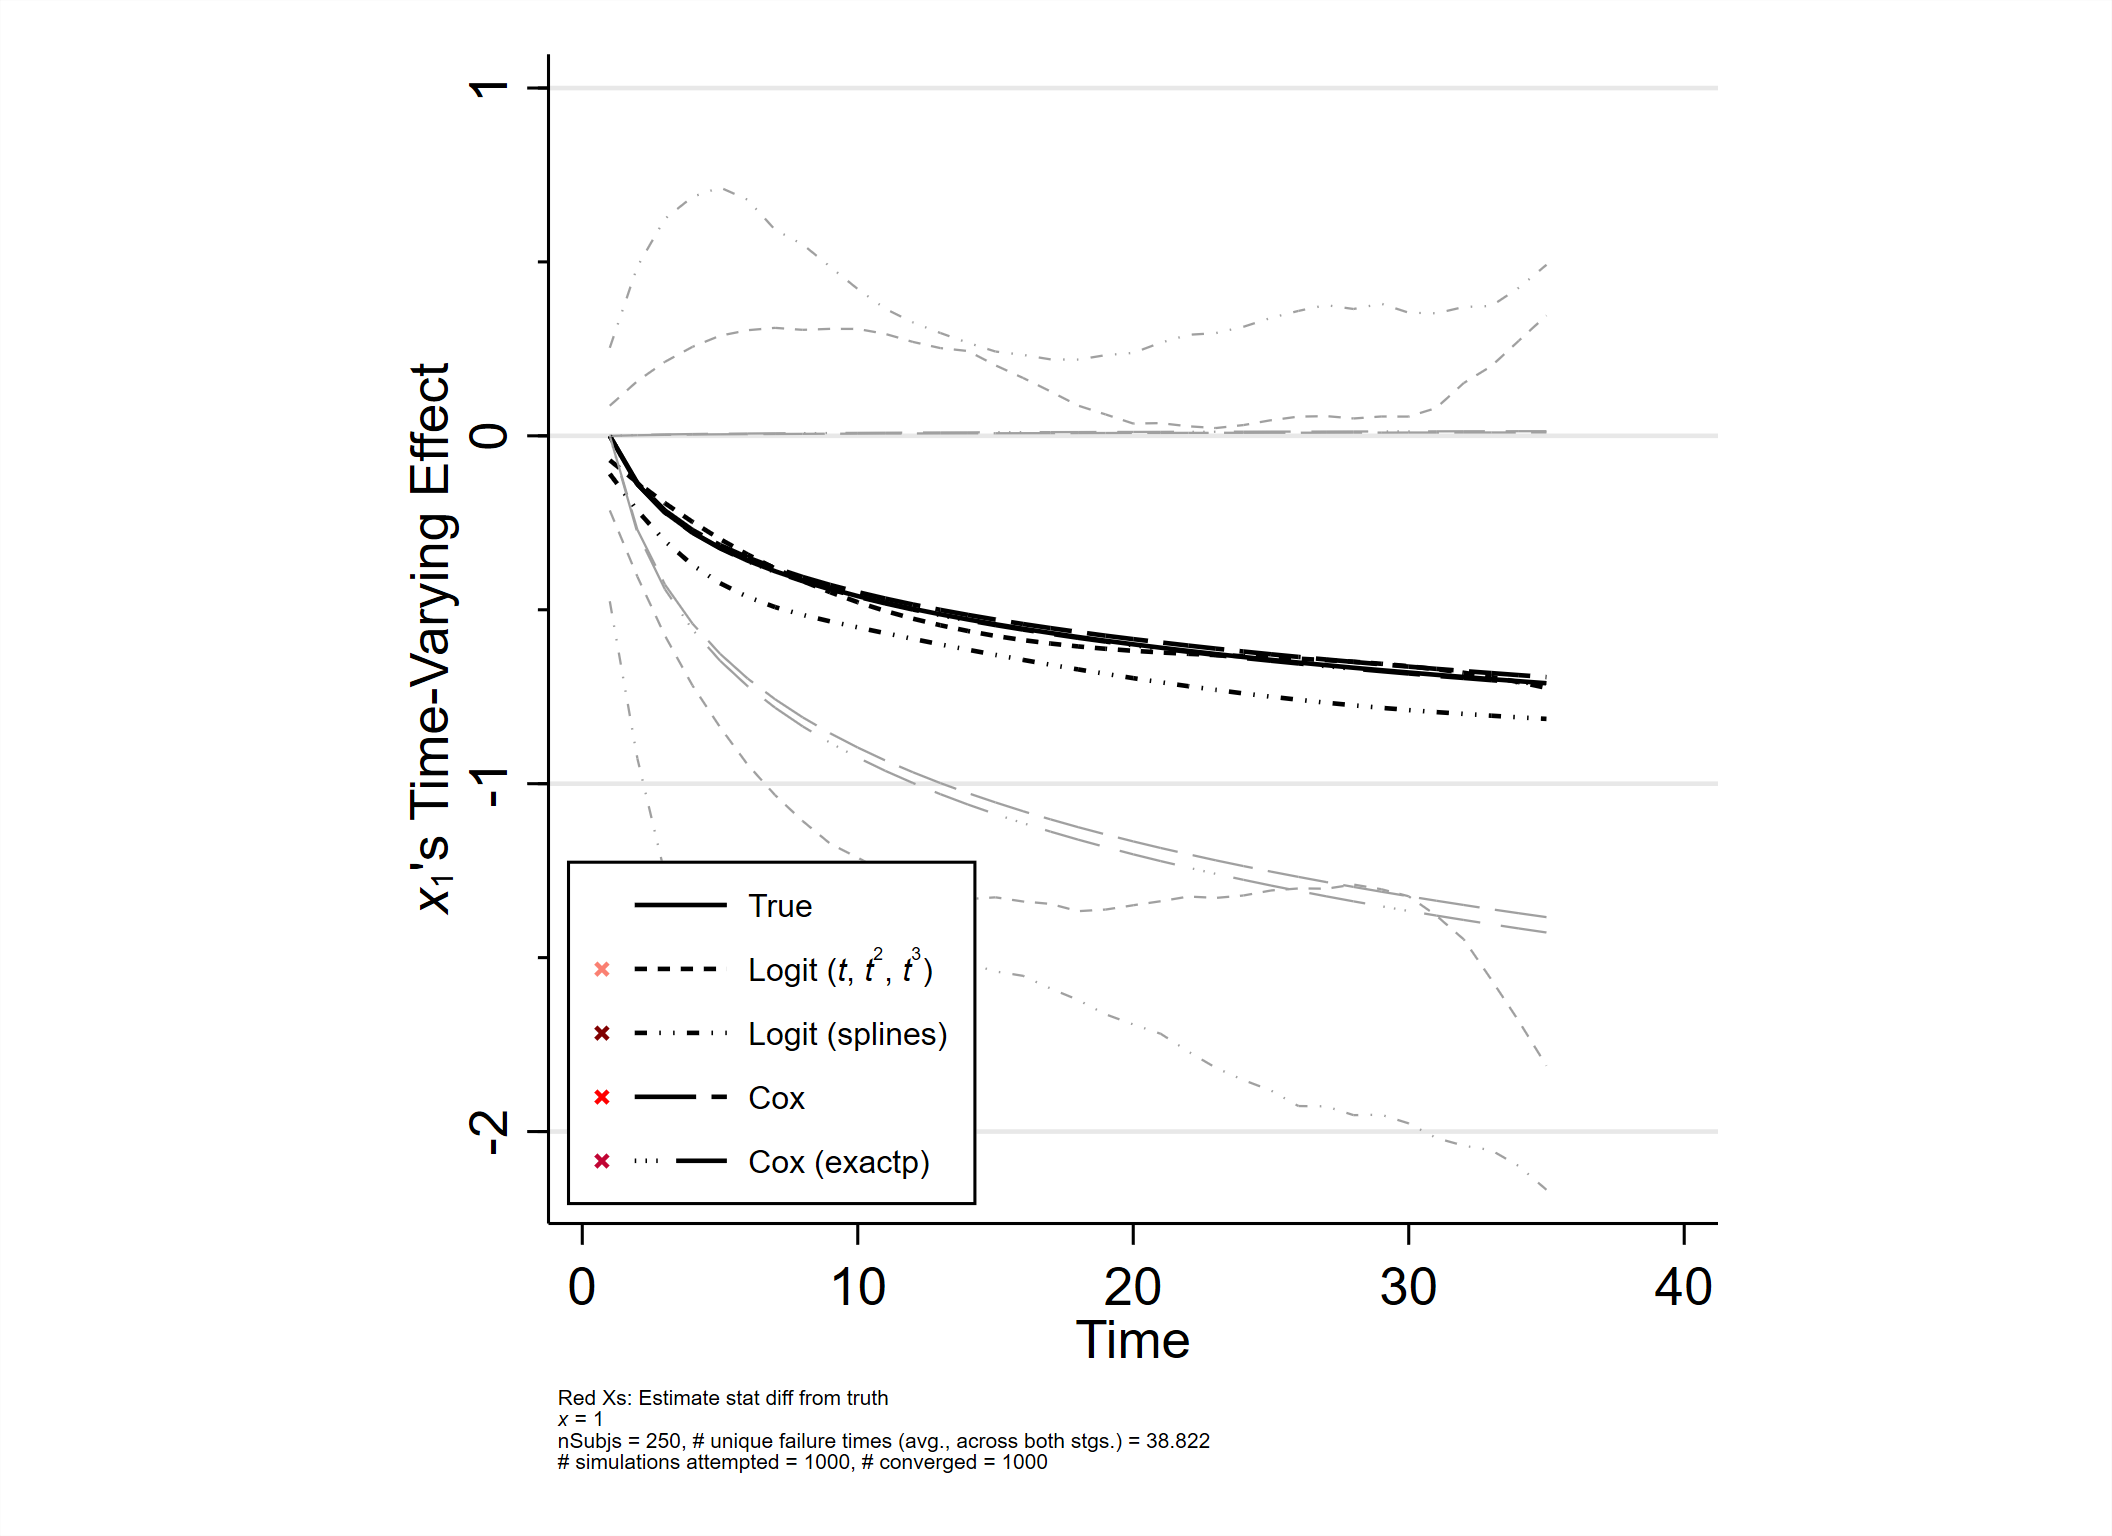 1
0
-1
-2
x₁'s Time-Varying Effect
True
Logit (t, t², t³)
Logit (splines)
Cox
Cox (exactp)
0 10 20 30 40
Time
Red Xs: Estimate stat diff from truth
x = 1
nSubjs = 250, # unique failure times (avg., across both stgs.) = 38.822
# simulations attempted = 1000, # converged = 1000